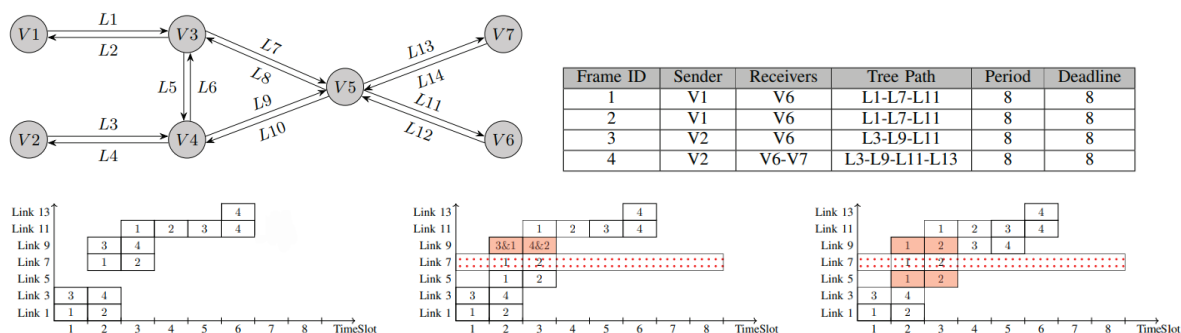 V1
L1
L2
V3
L7
L8
L13
L14
V7
L5
L6
V5
V2
L3
L4
V4
L9
L10
L11
L12
V6
Frame ID Sender Receivers Tree Path Period Deadline
1 V1 V6 L1-L7-L11 8 8
2 V1 V6 L1-L7-L11 8 8
3 V2 V6 L3-L9-L11 8 8
4 V2 V6-V7 L3-L9-L11-L13 8 8
Link 13 4
Link 11 1 2 3 4
Link 9 3 4
Link 7 1 2
Link 5
Link 3 3 4
Link 1 1 2
1 2 3 4 5 6 7 8 TimeSlot
Link 13 4
Link 11 1 2 3 4
Link 9 3&1 4&2
Link 7 1 2
Link 5 1 2
Link 3 3 4
Link 1 1 2
1 2 3 4 5 6 7 8 TimeSlot
Link 13 4
Link 11 1 2 3 4
Link 9 1 2 3 4
Link 7 1 2
Link 5 1 2
Link 3 3 4
Link 1 1 2
1 2 3 4 5 6 7 8 TimeSlot